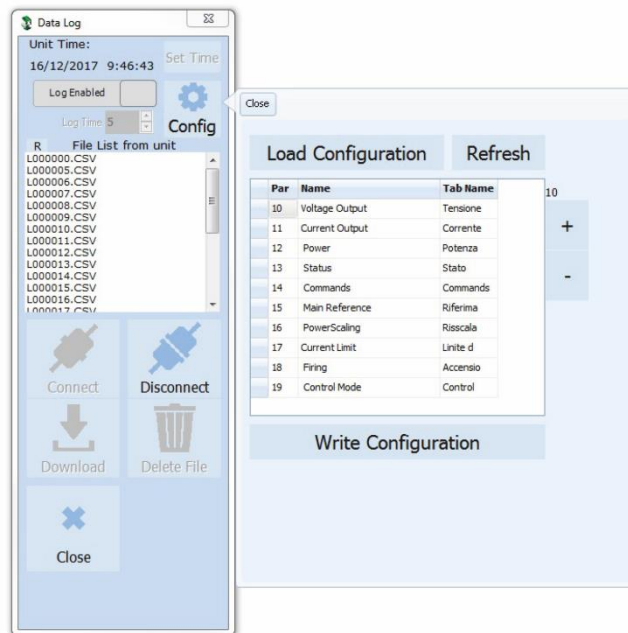 Data Log
Unit Time:
16/12/2017 9:46:43
Set Time
Log Enabled
Log Time 5
Config
R File List from unit
L000000.CSV
L000005.CSV
L000006.CSV
L000007.CSV
L000008.CSV
L000009.CSV
L000010.CSV
L000011.CSV
L000012.CSV
L000013.CSV
L000014.CSV
L000015.CSV
L000016.CSV
L000017.CSV
Connect Disconnect
Download Delete File
Close
Close
Load Configuration Refresh
Par Name Tab Name
10 Voltage Output Tensione
11 Current Output Corrente
12 Power Potenza
13 Status Stato
14 Commands Commands
15 Main Reference Riferima
16 PowerScaling Risscala
17 Current Limit Linite d
18 Firing Accensio
19 Control Mode Control
10
+
-
Write Configuration